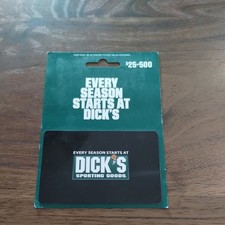 $25-500
EVERY
SEASON
STARTS AT
DICK'S
EVERY SEASON STARTS AT
DICK'S
SPORTING GOODS